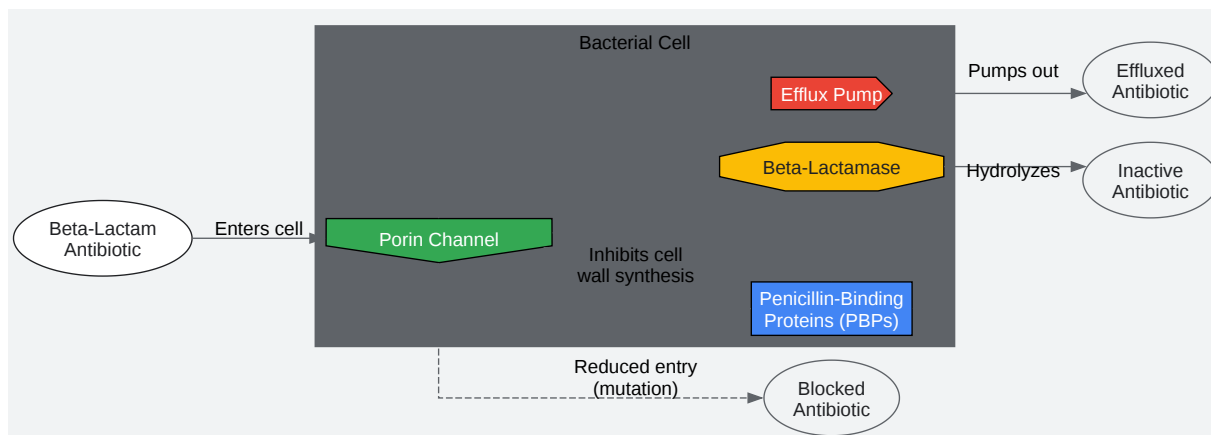 Bacterial Cell
Efflux Pump
Pumps out
Effluxed
Antibiotic
Beta-Lactamase
Hydrolyzes
Inactive
Antibiotic
Beta-Lactam
Antibiotic
Enters cell
Porin Channel
Inhibits cell
wall synthesis
Penicillin-Binding
Proteins (PBPs)
Reduced entry
(mutation)
Blocked
Antibiotic